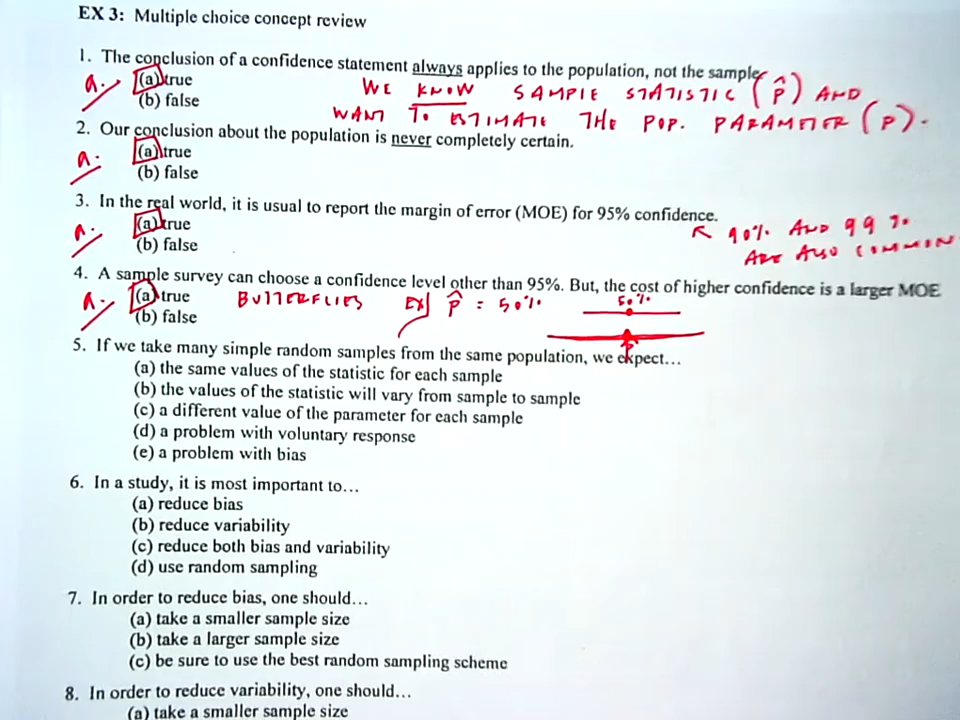 EX 3: Multiple choice concept review
1. The conclusion of a confidence statement always applies to the population, not the sample
a. (a) true
WE KNOW SAMPLE STATISTIC (p̂) AND
(b) false
WANT TO ESTIMATE THE POP. PARAMETER (P).
2. Our conclusion about the population is never completely certain.
a. (a) true
(b) false
3. In the real world, it is usual to report the margin of error (MOE) for 95% confidence.
a. (a) true
90% AND 99%
(b) false
ARE ALSO COMMON
4. A sample survey can choose a confidence level other than 95%. But, the cost of higher confidence is a larger MOE
a. (a) true BUTTERFLIES EX] p̂ = 50% 50%
(b) false
P
5. If we take many simple random samples from the same population, we expect…
(a) the same values of the statistic for each sample
(b) the values of the statistic will vary from sample to sample
(c) a different value of the parameter for each sample
(d) a problem with voluntary response
(e) a problem with bias
6. In a study, it is most important to…
(a) reduce bias
(b) reduce variability
(c) reduce both bias and variability
(d) use random sampling
7. In order to reduce bias, one should…
(a) take a smaller sample size
(b) take a larger sample size
(c) be sure to use the best random sampling scheme
8. In order to reduce variability, one should…
(a) take a smaller sample size